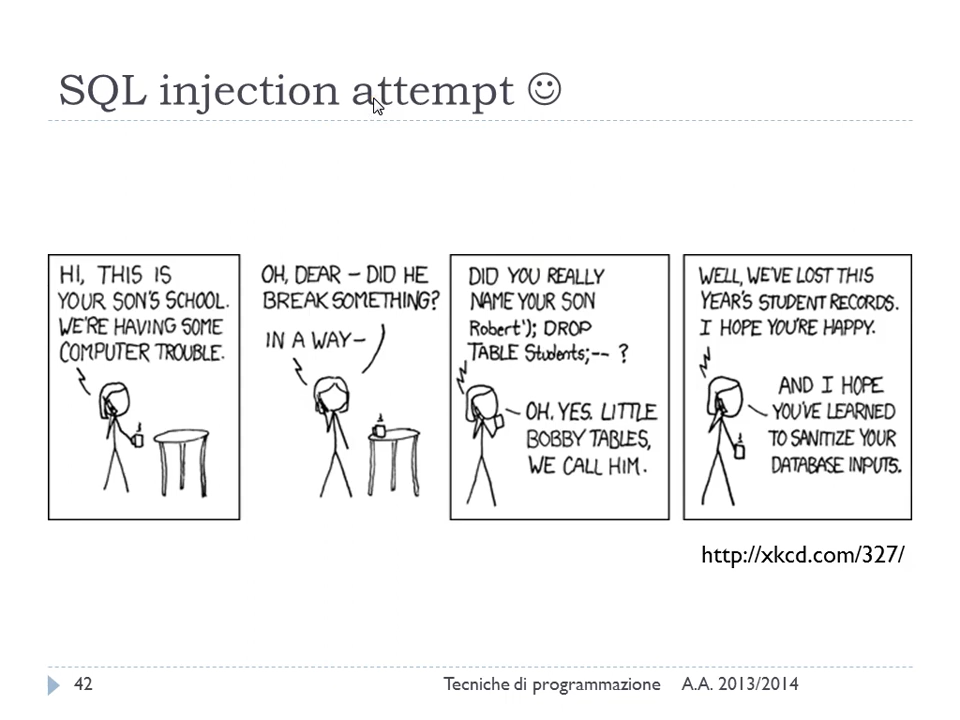 SQL injection attempt ☺
HI, THIS IS
YOUR SON'S SCHOOL.
WE'RE HAVING SOME
COMPUTER TROUBLE.
OH, DEAR – DID HE
BREAK SOMETHING?
IN A WAY–
DID YOU REALLY
NAME YOUR SON
Robert'); DROP
TABLE Students;-- ?
OH. YES. LITTLE
BOBBY TABLES,
WE CALL HIM.
WELL, WE'VE LOST THIS
YEAR'S STUDENT RECORDS.
I HOPE YOU'RE HAPPY.
AND I HOPE
YOU'VE LEARNED
TO SANITIZE YOUR
DATABASE INPUTS.
http://xkcd.com/327/
42 Tecniche di programmazione A.A. 2013/2014